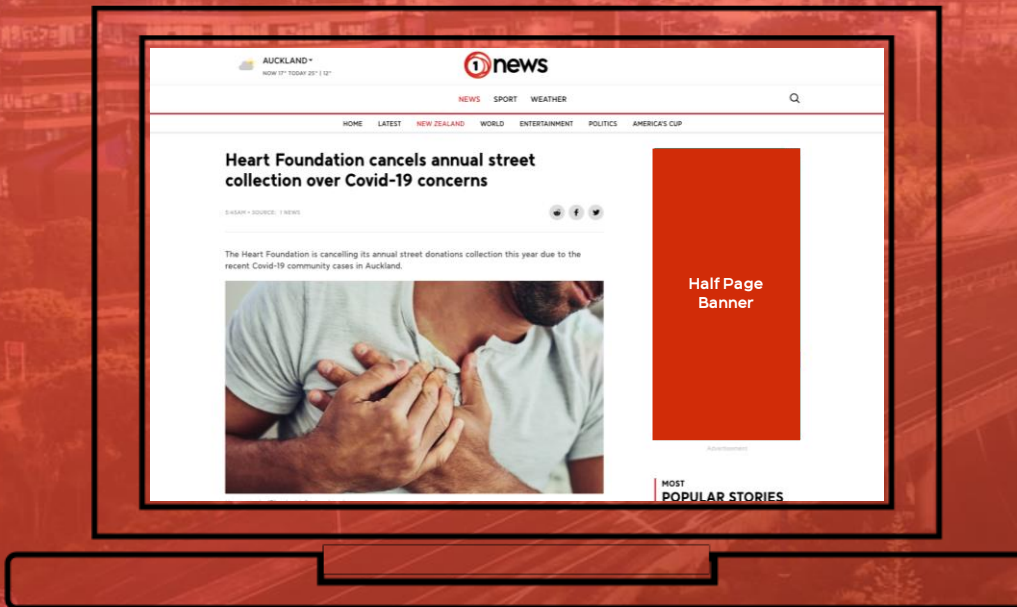 AUCKLAND
NOW 17° TODAY 25° | 12°
1 news
NEWS SPORT WEATHER
HOME LATEST NEW ZEALAND WORLD ENTERTAINMENT POLITICS AMERICA'S CUP
Heart Foundation cancels annual street
collection over Covid-19 concerns
5:45AM • SOURCE: 1 NEWS
The Heart Foundation is cancelling its annual street donations collection this year due to the
recent Covid-19 community cases in Auckland.
Half Page
Banner
Advertisement
MOST
POPULAR STORIES